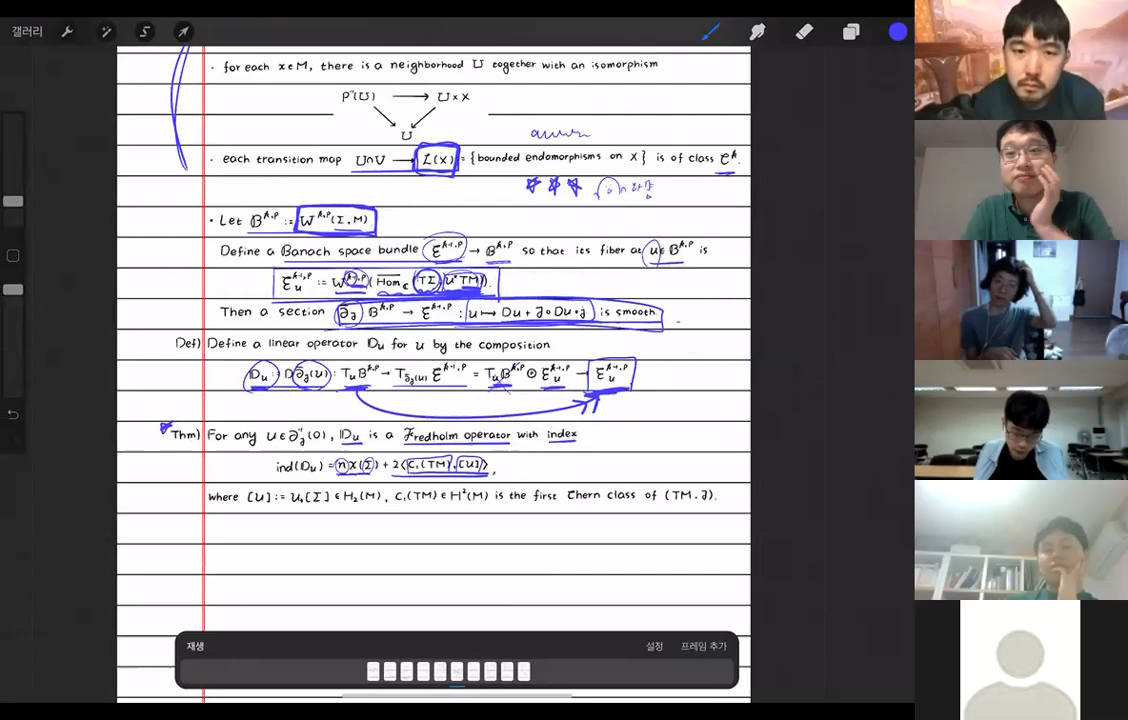 갤러리
· for each x∈M, there is a neighborhood U together with an isomorphism
p⁻¹(U) → U×X
U
· each transition map U∩V → L(X) = {bounded endomorphisms on X} is of class C^k.
· Let B^{k,p} := W^{k,p}(Σ,M)
Define a Banach space bundle E^{k-1,p} → B^{k,p} so that its fiber at u∈B^{k,p} is
E_u^{k-1,p} := W^{k-1,p}(\overline{Hom}_C(TΣ, u*TM)).
Then a section ∂̄_J : B^{k,p} → E^{k-1,p} : u ↦ Du + J∘Du∘j is smooth.
Def) Define a linear operator D_u for u by the composition
D_u := D∂̄_J(u) : T_uB^{k,p} → T_{∂̄_J(u)}E^{k-1,p} = T_uB^{k,p} ⊕ E_u^{k-1,p} → E_u^{k-1,p}
Thm) For any u∈∂̄_J⁻¹(0), D_u is a Fredholm operator with index
ind(D_u) = nχ(Σ) + 2⟨c₁(TM), [u]⟩,
where [u] := u_*[Σ] ∈ H₂(M), c₁(TM) ∈ H²(M) is the first Chern class of (TM, J).
재생 설정 프레임 추가